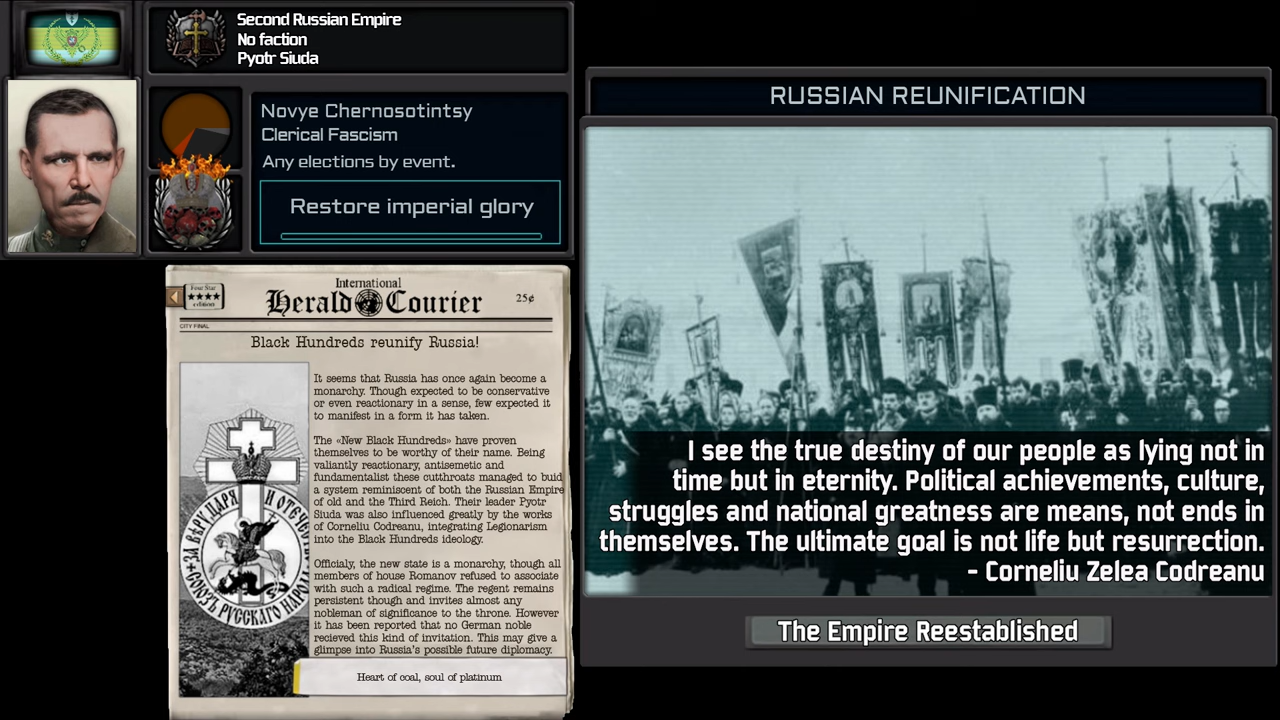 Second Russian Empire
No faction
Pyotr Siuda
Novye Chernosotintsy
Clerical Fascism
Any elections by event.
Restore imperial glory
Four Star
★★★★
edition
International
Herald Courier
25¢
CITY FINAL
Black Hundreds reunify Russia!
It seems that Russia has once again become a
monarchy. Though expected to be conservative
or even reactionary in a sense, few expected it
to manifest in a form it has taken.
The «New Black Hundreds» have proven
themselves to be worthy of their name. Being
valiantly reactionary, antisemetic and
fundamentalist these cutthroats managed to buid
a system reminiscent of both the Russian Empire
of old and the Third Reich. Their leader Pyotr
Siuda was also influenced greatly by the works
of Corneliu Codreanu, integrating Legionarism
into the Black Hundreds ideology.
Officialy, the new state is a monarchy, though all
members of house Romanov refused to associate
with such a radical regime. The regent remains
persistent though and invites almost any
nobleman of significance to the throne. However
it has been reported that no German noble
recieved this kind of invitation. This may give a
glimpse into Russia's possible future diplomacy.
ЗА ВѢРУ ЦАРЯ И ОТЕЧЕСТВО
СОЮЗЪ РУССКАГО НАРОДА
Heart of coal, soul of platinum
RUSSIAN REUNIFICATION
I see the true destiny of our people as lying not in
time but in eternity. Political achievements, culture,
struggles and national greatness are means, not ends in
themselves. The ultimate goal is not life but resurrection.
- Corneliu Zelea Codreanu
The Empire Reestablished